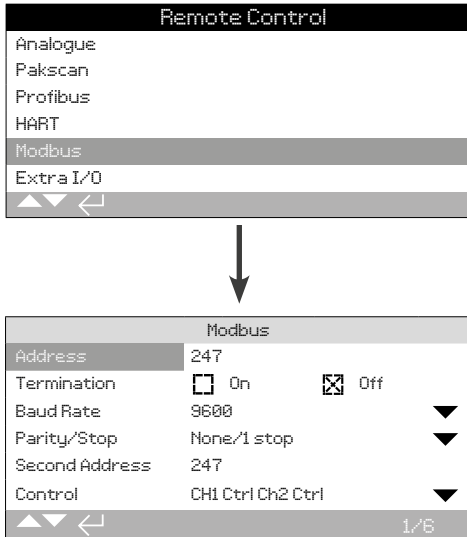 Remote Control
Analogue
Pakscan
Profibus
HART
Modbus
Extra I/O
Modbus
Address 247
Termination On Off
Baud Rate 9600
Parity/Stop None/1 stop
Second Address 247
Control CH1 Ctrl Ch2 Ctrl
1/6